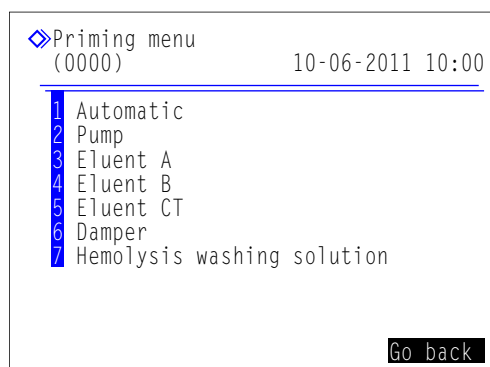 Priming menu
(0000) 10-06-2011 10:00
1 Automatic
2 Pump
3 Eluent A
4 Eluent B
5 Eluent CT
6 Damper
7 Hemolysis washing solution
Go back